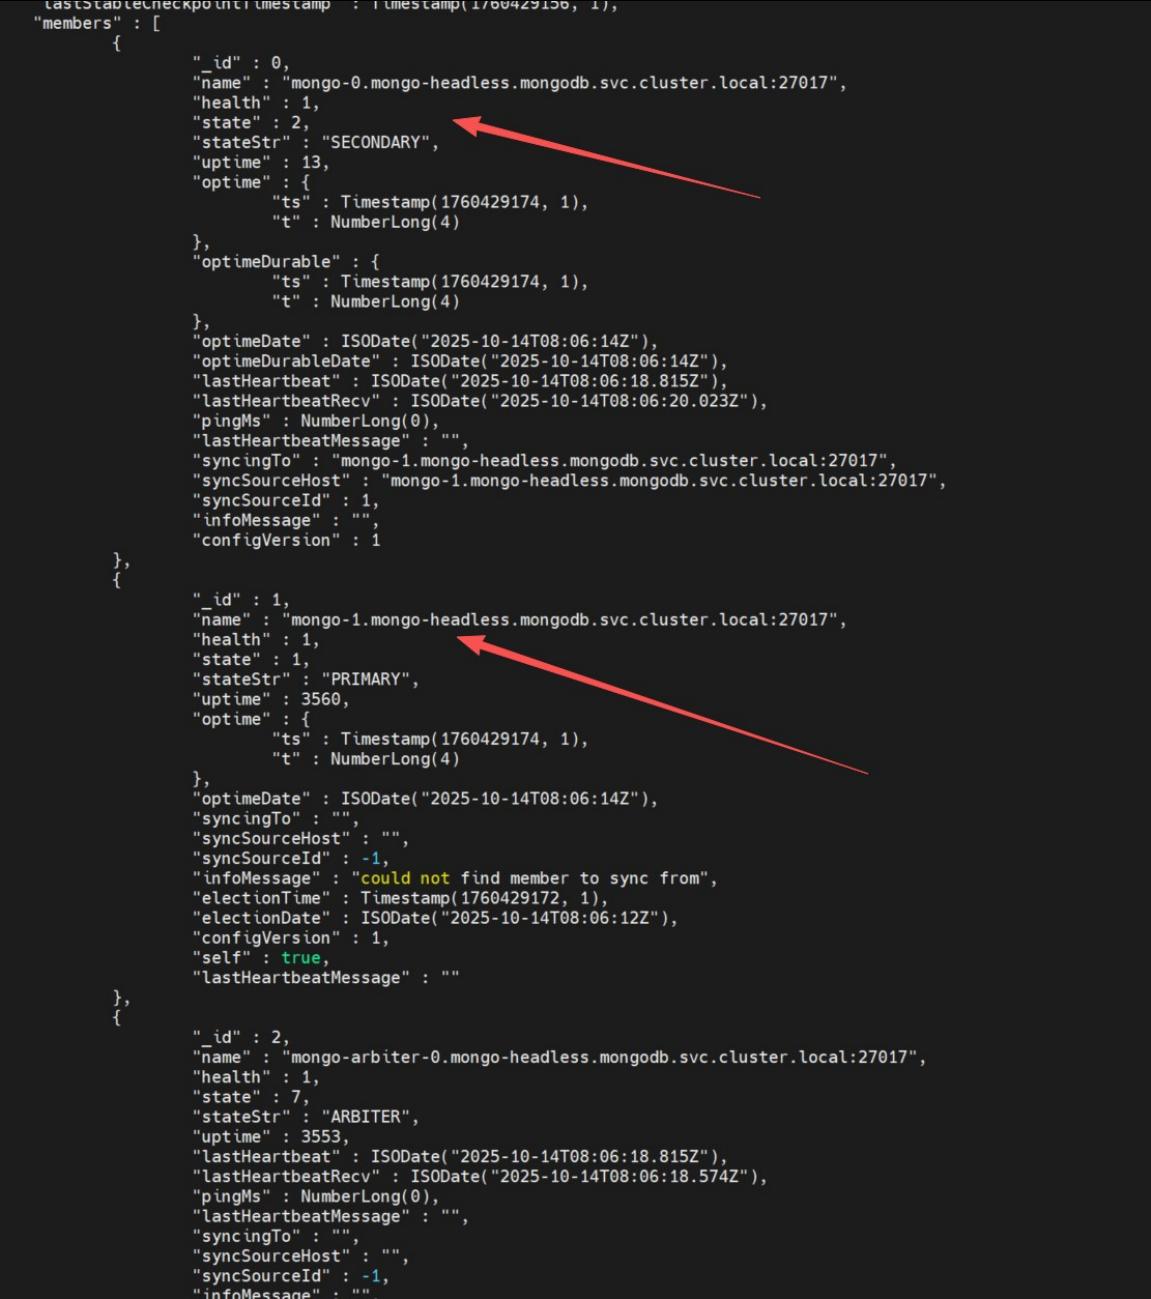 "lastStableCheckpointTimestamp" : Timestamp(1760429156, 1),
"members" : [
{
"_id" : 0,
"name" : "mongo-0.mongo-headless.mongodb.svc.cluster.local:27017",
"health" : 1,
"state" : 2,
"stateStr" : "SECONDARY",
"uptime" : 13,
"optime" : {
"ts" : Timestamp(1760429174, 1),
"t" : NumberLong(4)
},
"optimeDurable" : {
"ts" : Timestamp(1760429174, 1),
"t" : NumberLong(4)
},
"optimeDate" : ISODate("2025-10-14T08:06:14Z"),
"optimeDurableDate" : ISODate("2025-10-14T08:06:14Z"),
"lastHeartbeat" : ISODate("2025-10-14T08:06:18.815Z"),
"lastHeartbeatRecv" : ISODate("2025-10-14T08:06:20.023Z"),
"pingMs" : NumberLong(0),
"lastHeartbeatMessage" : "",
"syncingTo" : "mongo-1.mongo-headless.mongodb.svc.cluster.local:27017",
"syncSourceHost" : "mongo-1.mongo-headless.mongodb.svc.cluster.local:27017",
"syncSourceId" : 1,
"infoMessage" : "",
"configVersion" : 1
},
{
"_id" : 1,
"name" : "mongo-1.mongo-headless.mongodb.svc.cluster.local:27017",
"health" : 1,
"state" : 1,
"stateStr" : "PRIMARY",
"uptime" : 3560,
"optime" : {
"ts" : Timestamp(1760429174, 1),
"t" : NumberLong(4)
},
"optimeDate" : ISODate("2025-10-14T08:06:14Z"),
"syncingTo" : "",
"syncSourceHost" : "",
"syncSourceId" : -1,
"infoMessage" : "could not find member to sync from",
"electionTime" : Timestamp(1760429172, 1),
"electionDate" : ISODate("2025-10-14T08:06:12Z"),
"configVersion" : 1,
"self" : true,
"lastHeartbeatMessage" : ""
},
{
"_id" : 2,
"name" : "mongo-arbiter-0.mongo-headless.mongodb.svc.cluster.local:27017",
"health" : 1,
"state" : 7,
"stateStr" : "ARBITER",
"uptime" : 3553,
"lastHeartbeat" : ISODate("2025-10-14T08:06:18.815Z"),
"lastHeartbeatRecv" : ISODate("2025-10-14T08:06:18.574Z"),
"pingMs" : NumberLong(0),
"lastHeartbeatMessage" : "",
"syncingTo" : "",
"syncSourceHost" : "",
"syncSourceId" : -1,
"infoMessage" : "",